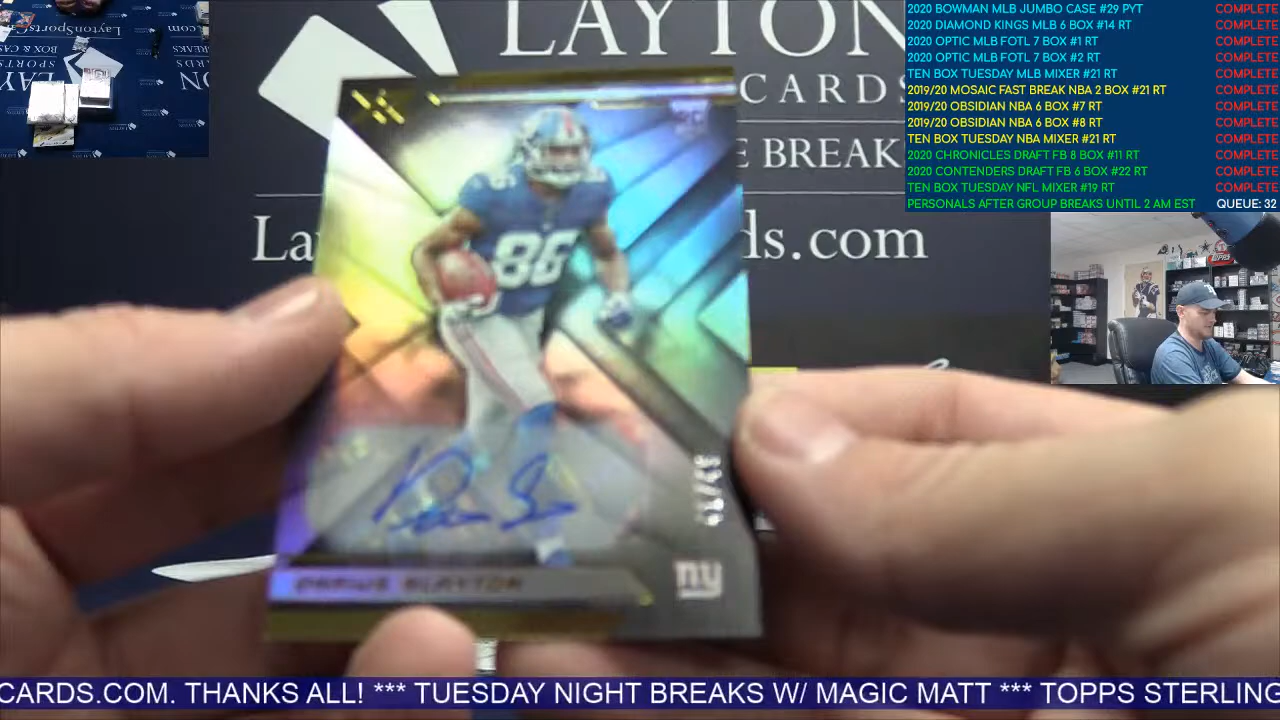 LAYTON
CARDS
E BREAK
La
ds.com
LaytonSportsCards
BOX & CAS
BREAKS
2020 BOWMAN MLB JUMBO CASE #29 PYT COMPLETE
2020 DIAMOND KINGS MLB 6 BOX #14 RT COMPLETE
2020 OPTIC MLB FOTL 7 BOX #1 RT COMPLETE
2020 OPTIC MLB FOTL 7 BOX #2 RT COMPLETE
TEN BOX TUESDAY MLB MIXER #21 RT COMPLETE
2019/20 MOSAIC FAST BREAK NBA 2 BOX #21 RT COMPLETE
2019/20 OBSIDIAN NBA 6 BOX #7 RT COMPLETE
2019/20 OBSIDIAN NBA 6 BOX #8 RT COMPLETE
TEN BOX TUESDAY NBA MIXER #21 RT COMPLETE
2020 CHRONICLES DRAFT FB 8 BOX #11 RT COMPLETE
2020 CONTENDERS DRAFT FB 6 BOX #22 RT COMPLETE
TEN BOX TUESDAY NFL MIXER #19 RT COMPLETE
PERSONALS AFTER GROUP BREAKS UNTIL 2 AM EST QUEUE: 32
86
DARIUS SLAYTON
ny
CARDS.COM. THANKS ALL! *** TUESDAY NIGHT BREAKS W/ MAGIC MATT *** TOPPS STERLING